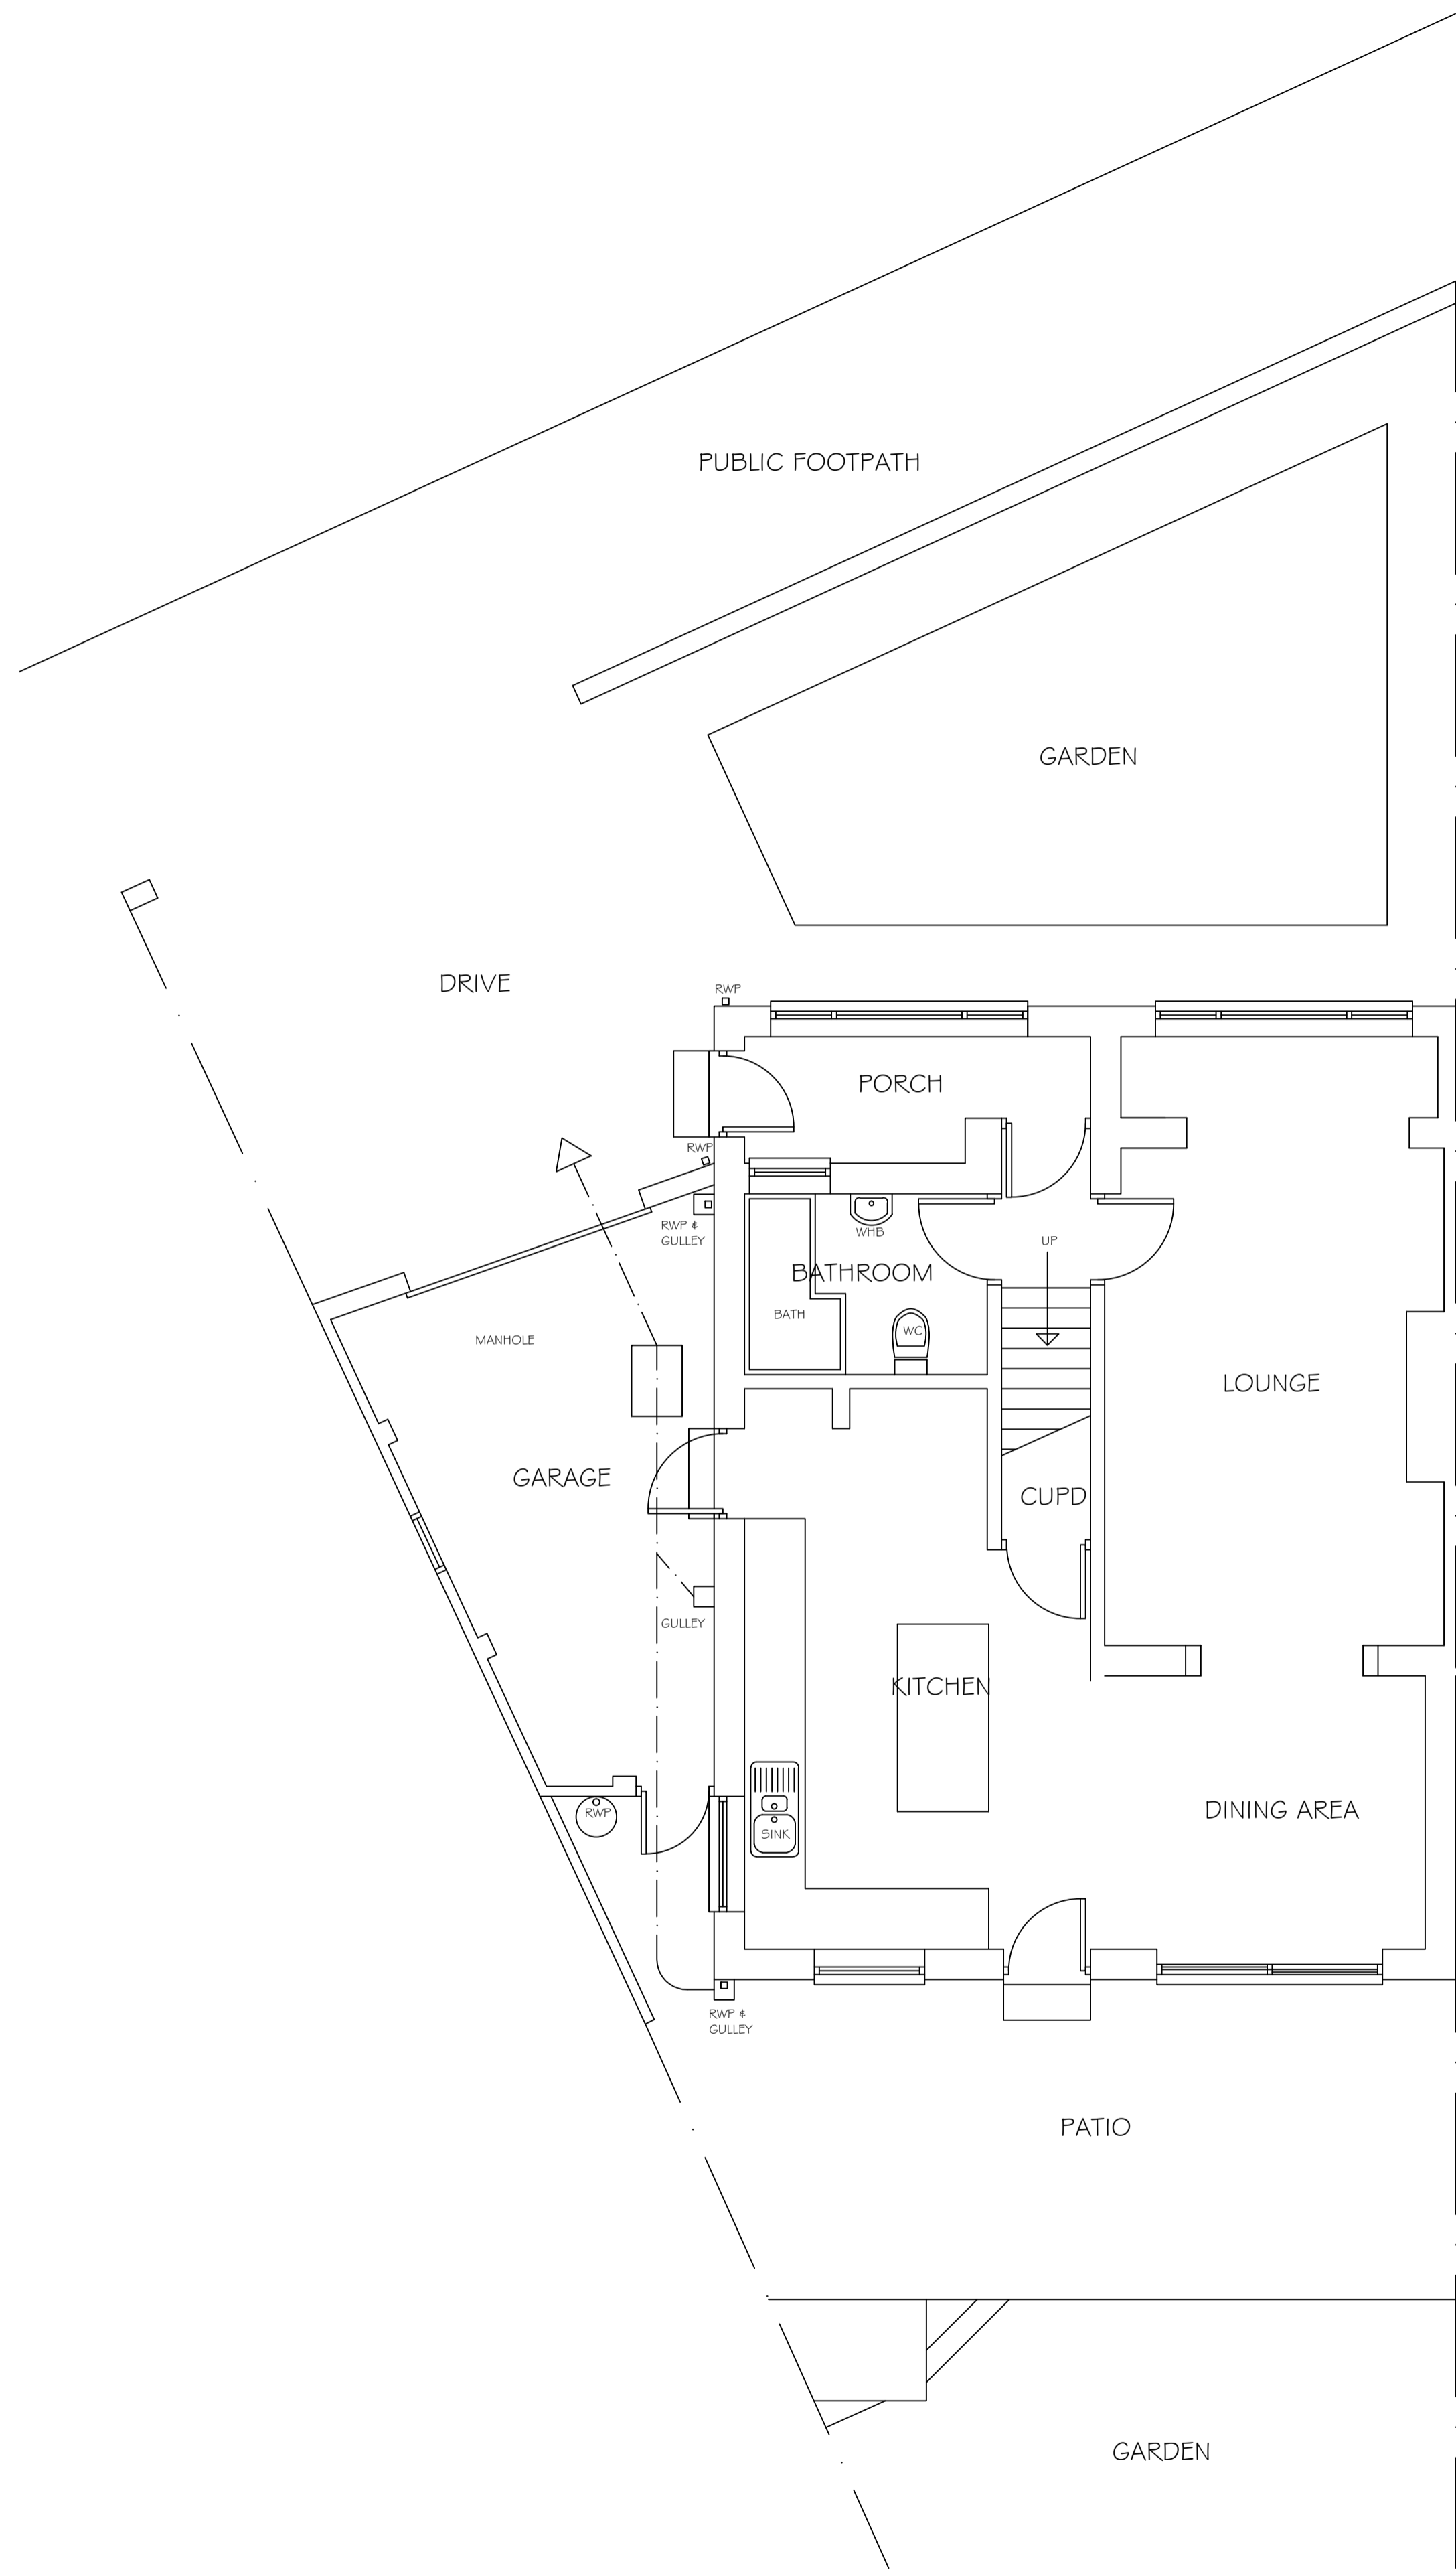 PUBLIC FOOTPATH
GARDEN
DRIVE
RWP
PORCH
RWP
RWP &
GULLEY
WHB
UP
BATHROOM
BATH
WC
MANHOLE
LOUNGE
GARAGE
CUPD
GULLEY
KITCHEN
DINING AREA
RWP
SINK
RWP &
GULLEY
PATIO
GARDEN